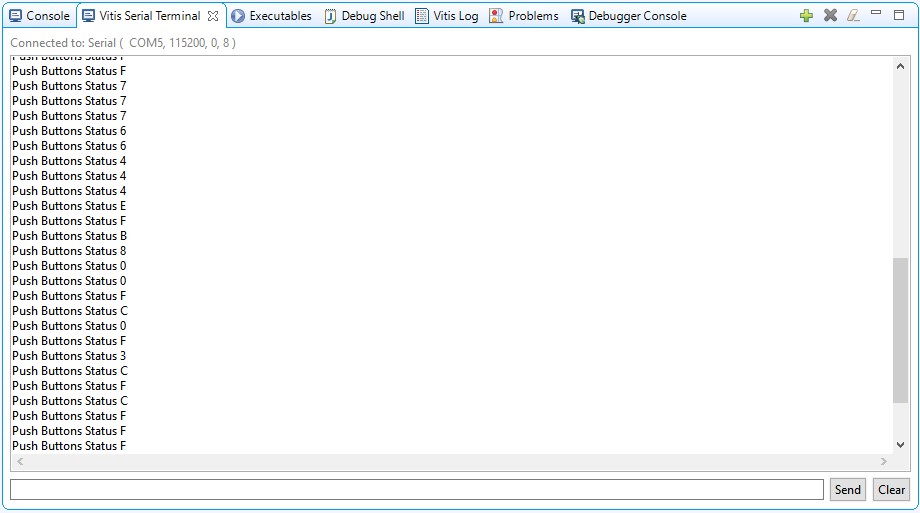 Console Vitis Serial Terminal Executables Debug Shell Vitis Log Problems Debugger Console
Connected to: Serial ( COM5, 115200, 0, 8 )
Push Buttons Status F
Push Buttons Status F
Push Buttons Status 7
Push Buttons Status 7
Push Buttons Status 7
Push Buttons Status 6
Push Buttons Status 6
Push Buttons Status 4
Push Buttons Status 4
Push Buttons Status 4
Push Buttons Status E
Push Buttons Status F
Push Buttons Status B
Push Buttons Status 8
Push Buttons Status 0
Push Buttons Status 0
Push Buttons Status F
Push Buttons Status C
Push Buttons Status 0
Push Buttons Status F
Push Buttons Status 3
Push Buttons Status C
Push Buttons Status F
Push Buttons Status C
Push Buttons Status F
Push Buttons Status F
Push Buttons Status F
Send Clear